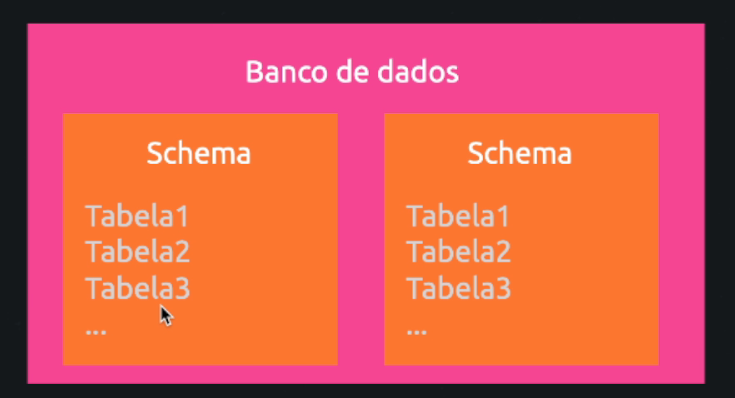 Banco de dados
Schema
Tabela1
Tabela2
Tabela3
...
Schema
Tabela1
Tabela2
Tabela3
...